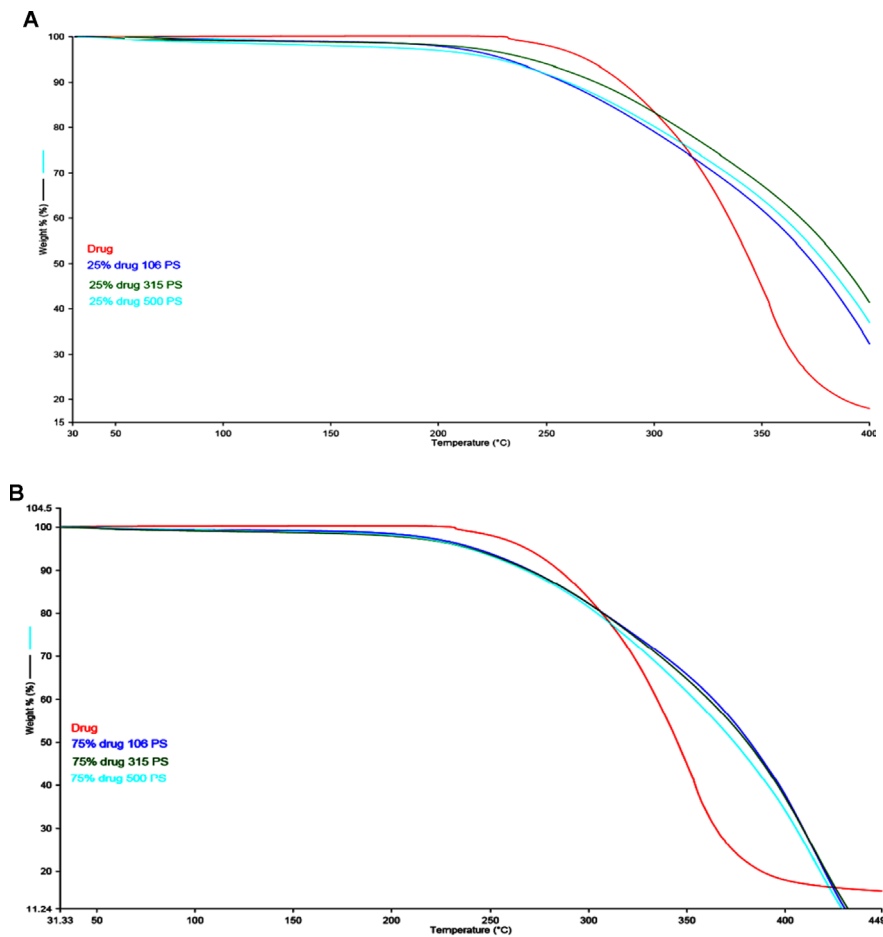 A
100
90
80
70
60
50
40
30
20
15
Weight % (%)
Drug
25% drug 106 PS
25% drug 315 PS
25% drug 500 PS
30 50 100 150 200 250 300 350 400
Temperature (°C)
B
104.5
100
90
80
70
60
50
40
30
20
11.24
Weight % (%)
Drug
75% drug 106 PS
75% drug 315 PS
75% drug 500 PS
31.33 50 100 150 200 250 300 350 400 449
Temperature (°C)